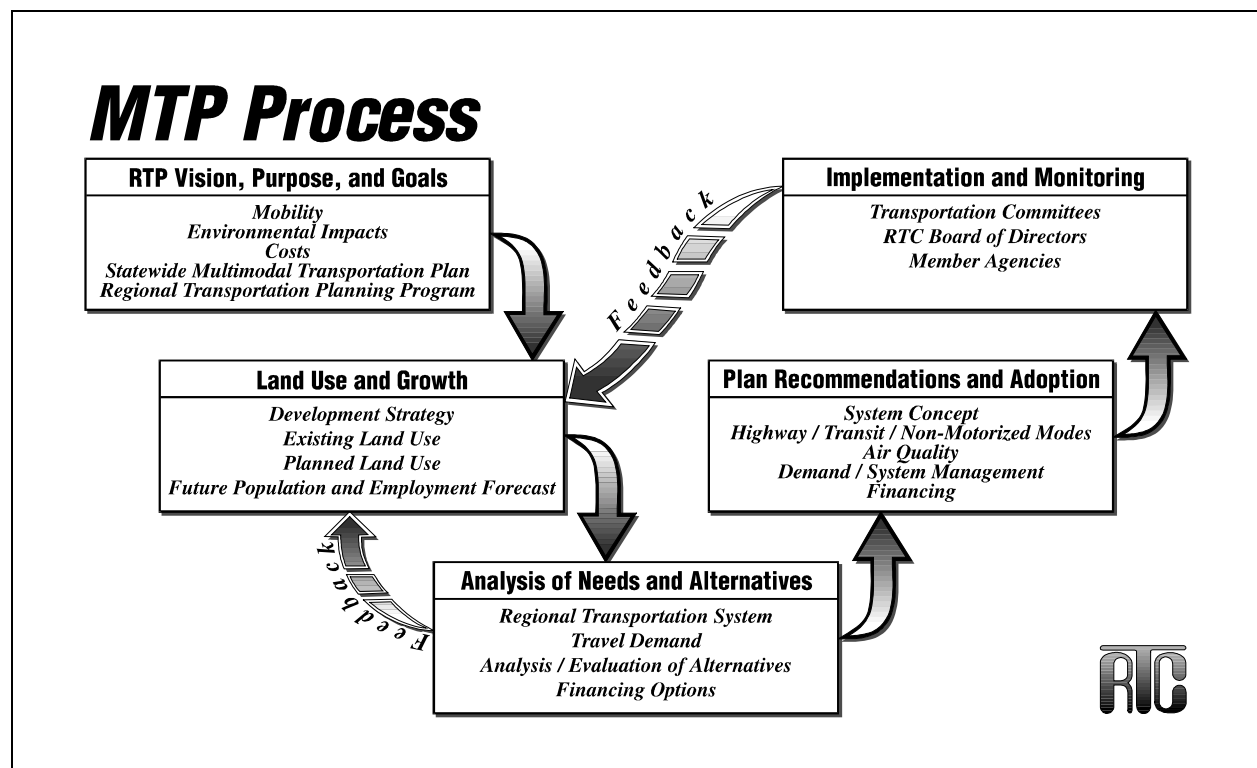 MTP Process
RTP Vision, Purpose, and Goals
Mobility
Environmental Impacts
Costs
Statewide Multimodal Transportation Plan
Regional Transportation Planning Program
Feedback
Implementation and Monitoring
Transportation Committees
RTC Board of Directors
Member Agencies
Land Use and Growth
Development Strategy
Existing Land Use
Planned Land Use
Future Population and Employment Forecast
Plan Recommendations and Adoption
System Concept
Highway / Transit / Non-Motorized Modes
Air Quality
Demand / System Management
Financing
Feedback
Analysis of Needs and Alternatives
Regional Transportation System
Travel Demand
Analysis / Evaluation of Alternatives
Financing Options
RTC